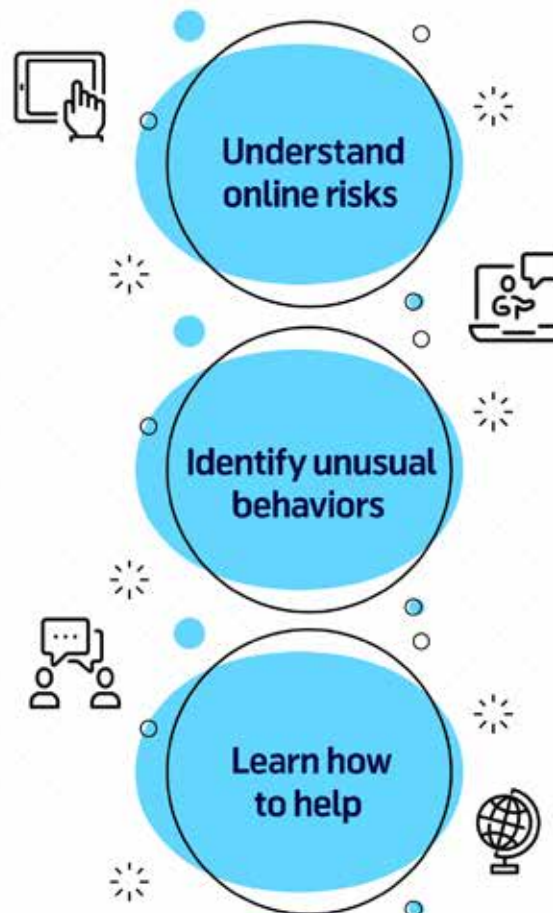 Understand
online risks
Identify unusual
behaviors
Learn how
to help